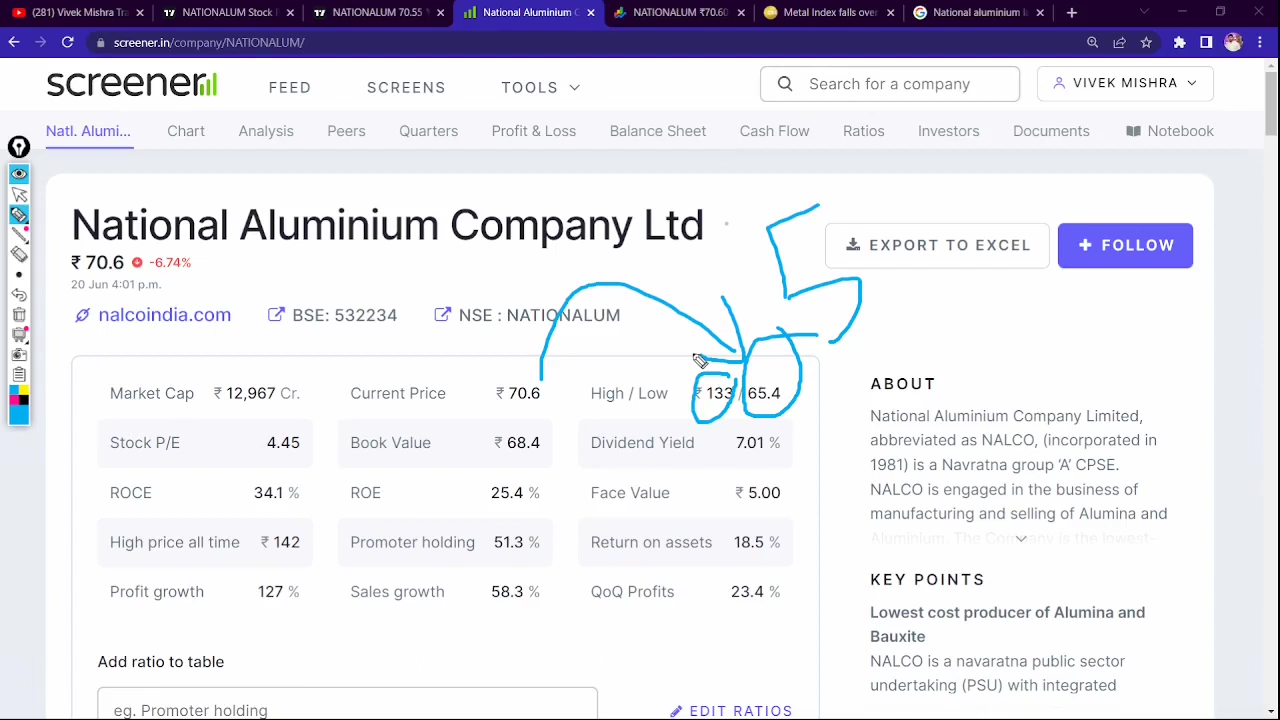 (281) Vivek Mishra Tra
NATIONALUM Stock
NATIONALUM 70.55
National Aluminium C
NATIONALUM ₹70.60
Metal Index falls over
National aluminium l
screener.in/company/NATIONALUM/
screener
FEED
SCREENS
TOOLS
Search for a company
VIVEK MISHRA
Natl. Alumi...
Chart
Analysis
Peers
Quarters
Profit & Loss
Balance Sheet
Cash Flow
Ratios
Investors
Documents
Notebook
National Aluminium Company Ltd
EXPORT TO EXCEL
FOLLOW
₹ 70.6 -6.74%
20 Jun 4:01 p.m.
nalcoindia.com
BSE: 532234
NSE : NATIONALUM
5
Market Cap ₹ 12,967 Cr.
Current Price ₹ 70.6
High / Low ₹ 133 / 65.4
Stock P/E 4.45
Book Value ₹ 68.4
Dividend Yield 7.01 %
ROCE 34.1 %
ROE 25.4 %
Face Value ₹ 5.00
High price all time ₹ 142
Promoter holding 51.3 %
Return on assets 18.5 %
Profit growth 127 %
Sales growth 58.3 %
QoQ Profits 23.4 %
Add ratio to table
eg. Promoter holding
EDIT RATIOS
ABOUT
National Aluminium Company Limited,
abbreviated as NALCO, (incorporated in
1981) is a Navratna group ‘A’ CPSE.
NALCO is engaged in the business of
manufacturing and selling of Alumina and
Aluminium. The Company is the lowest-
KEY POINTS
Lowest cost producer of Alumina and
Bauxite
NALCO is a navaratna public sector
undertaking (PSU) with integrated